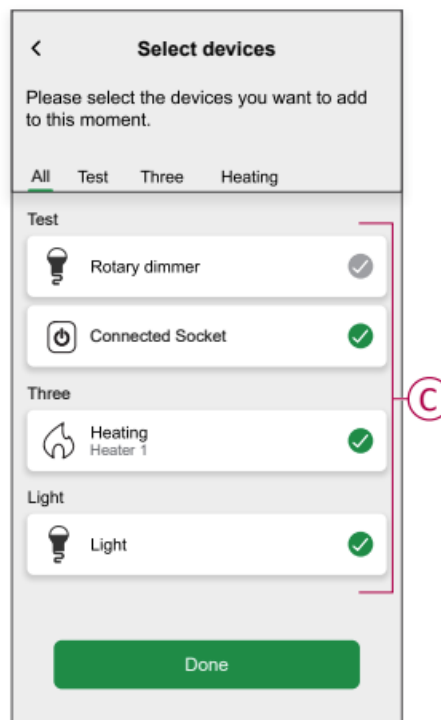 Select devices
Please select the devices you want to add
to this moment.
All Test Three Heating
Test
Rotary dimmer
Connected Socket
Three
Heating
Heater 1
Light
Light
Done
C